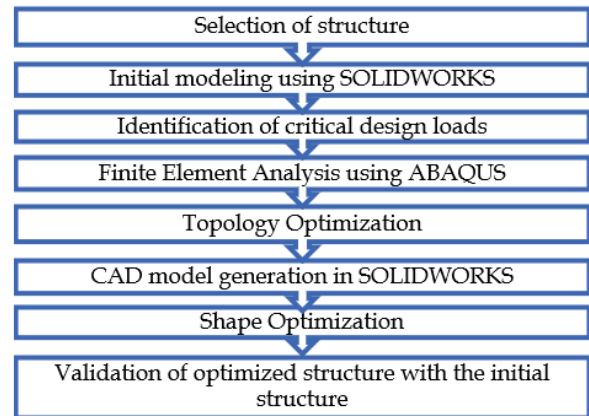 Selection of structure
Initial modeling using SOLIDWORKS
Identification of critical design loads
Finite Element Analysis using ABAQUS
Topology Optimization
CAD model generation in SOLIDWORKS
Shape Optimization
Validation of optimized structure with the initial
structure